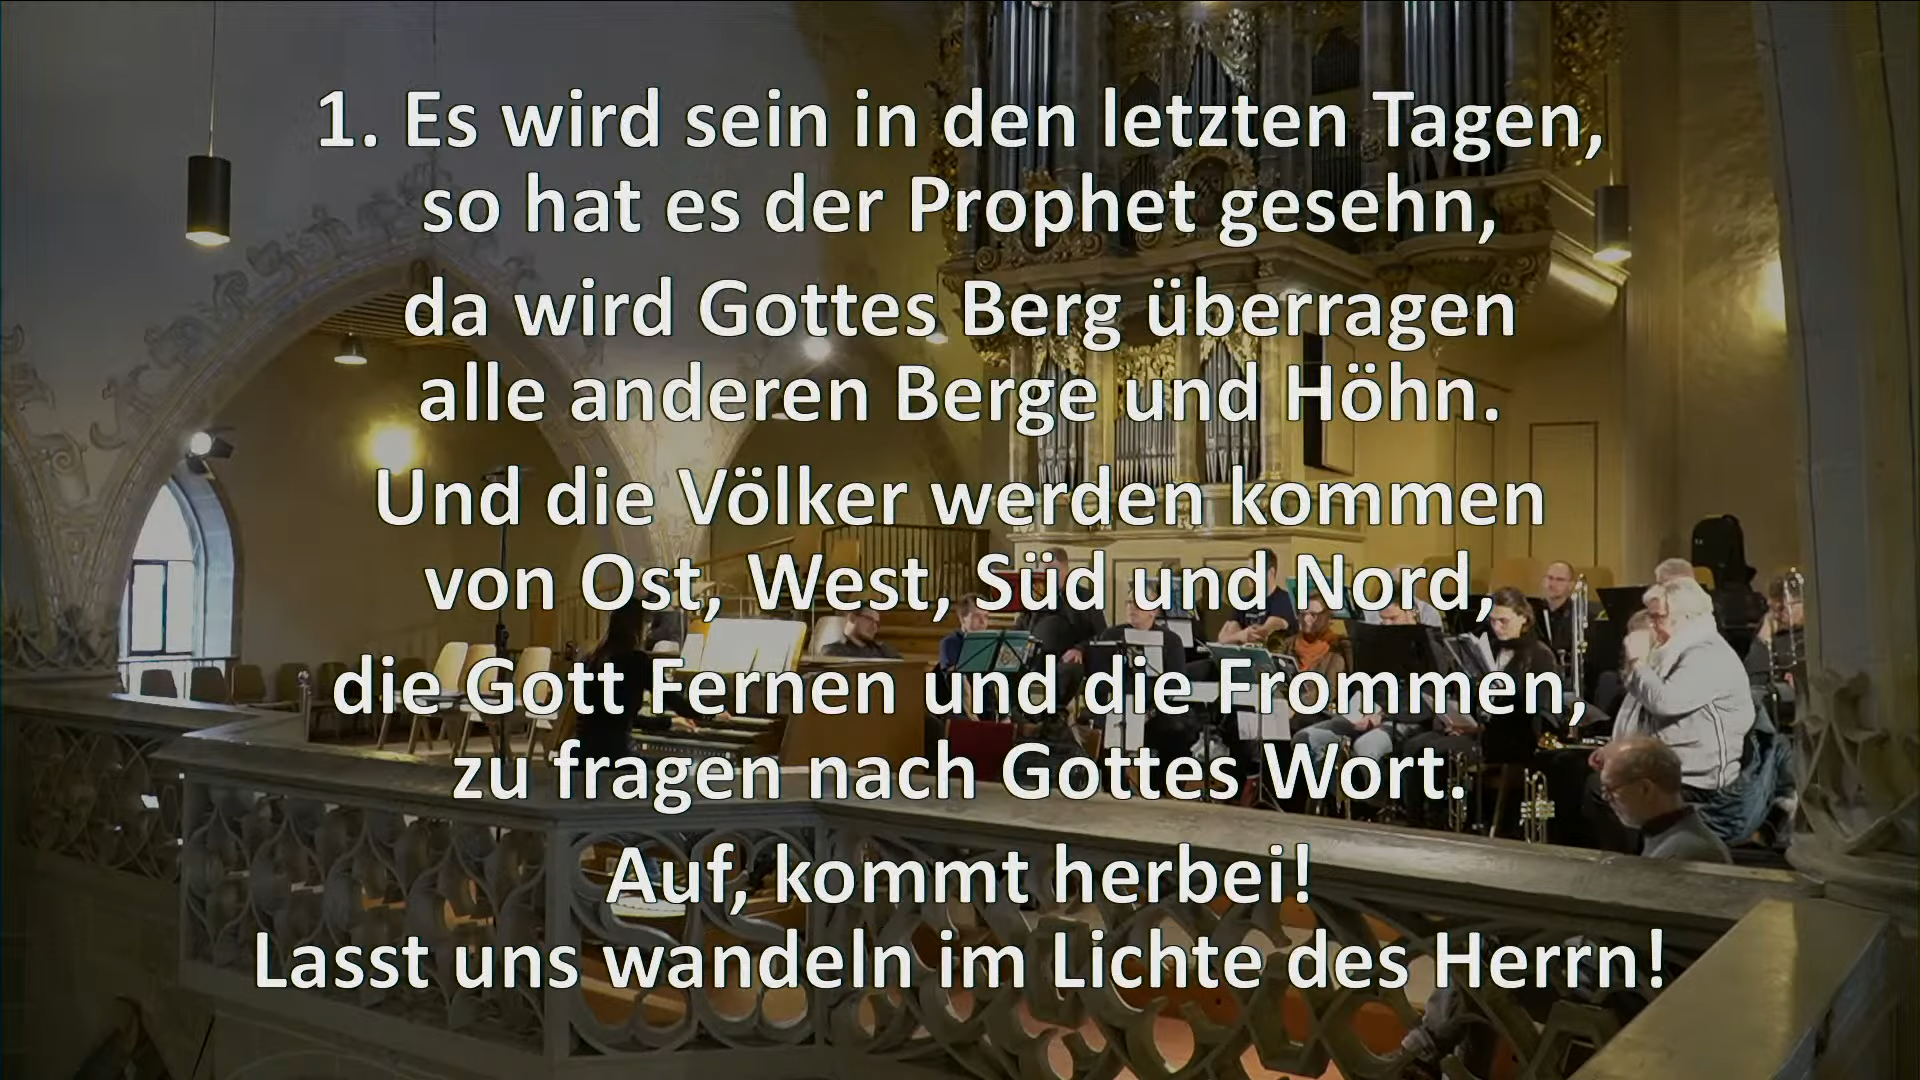 1. Es wird sein in den letzten Tagen,
so hat es der Prophet gesehn,
da wird Gottes Berg überragen
alle anderen Berge und Höhn.
Und die Völker werden kommen
von Ost, West, Süd und Nord,
die Gott Fernen und die Frommen,
zu fragen nach Gottes Wort.
Auf, kommt herbei!
Lasst uns wandeln im Lichte des Herrn!